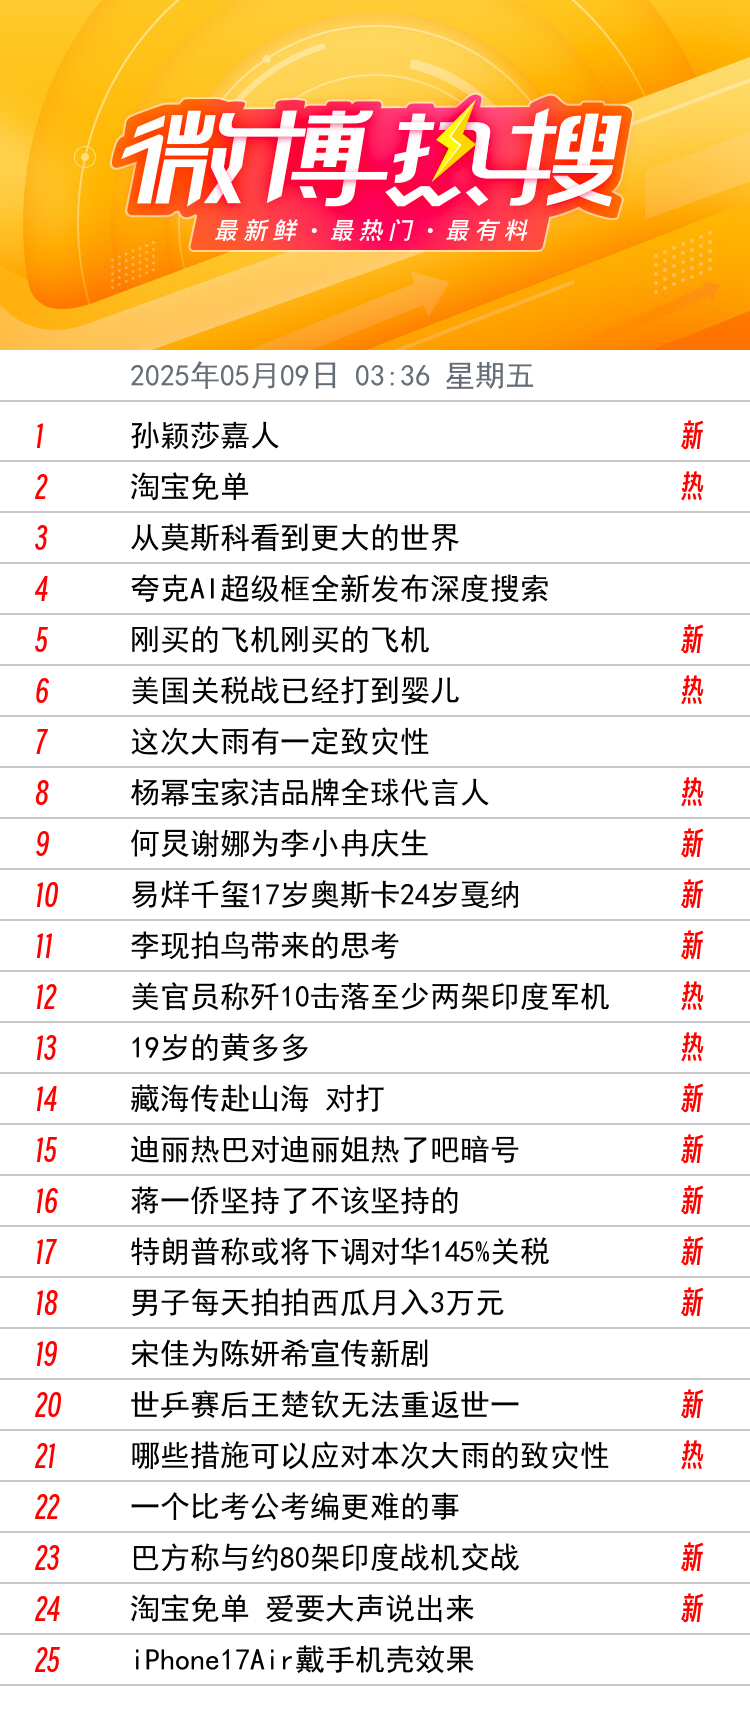 微博热搜
最新鲜·最热门·最有料
2025年05月09日 03:36 星期五
1 孙颖莎嘉人 新
2 淘宝免单 热
3 从莫斯科看到更大的世界
4 夸克AI超级框全新发布深度搜索
5 刚买的飞机刚买的飞机 新
6 美国关税战已经打到婴儿 热
7 这次大雨有一定致灾性
8 杨幂宝家洁品牌全球代言人 热
9 何炅谢娜为李小冉庆生 新
10 易烊千玺17岁奥斯卡24岁戛纳 新
11 李现拍鸟带来的思考 新
12 美官员称歼10击落至少两架印度军机 热
13 19岁的黄多多 热
14 藏海传赴山海 对打 新
15 迪丽热巴对迪丽姐热了吧暗号 新
16 蒋一侨坚持了不该坚持的 新
17 特朗普称或将下调对华145%关税 新
18 男子每天拍拍西瓜月入3万元 新
19 宋佳为陈妍希宣传新剧
20 世乒赛后王楚钦无法重返世一 新
21 哪些措施可以应对本次大雨的致灾性 热
22 一个比考公考编更难的事
23 巴方称与约80架印度战机交战 新
24 淘宝免单 爱要大声说出来 新
25 iPhone17Air戴手机壳效果